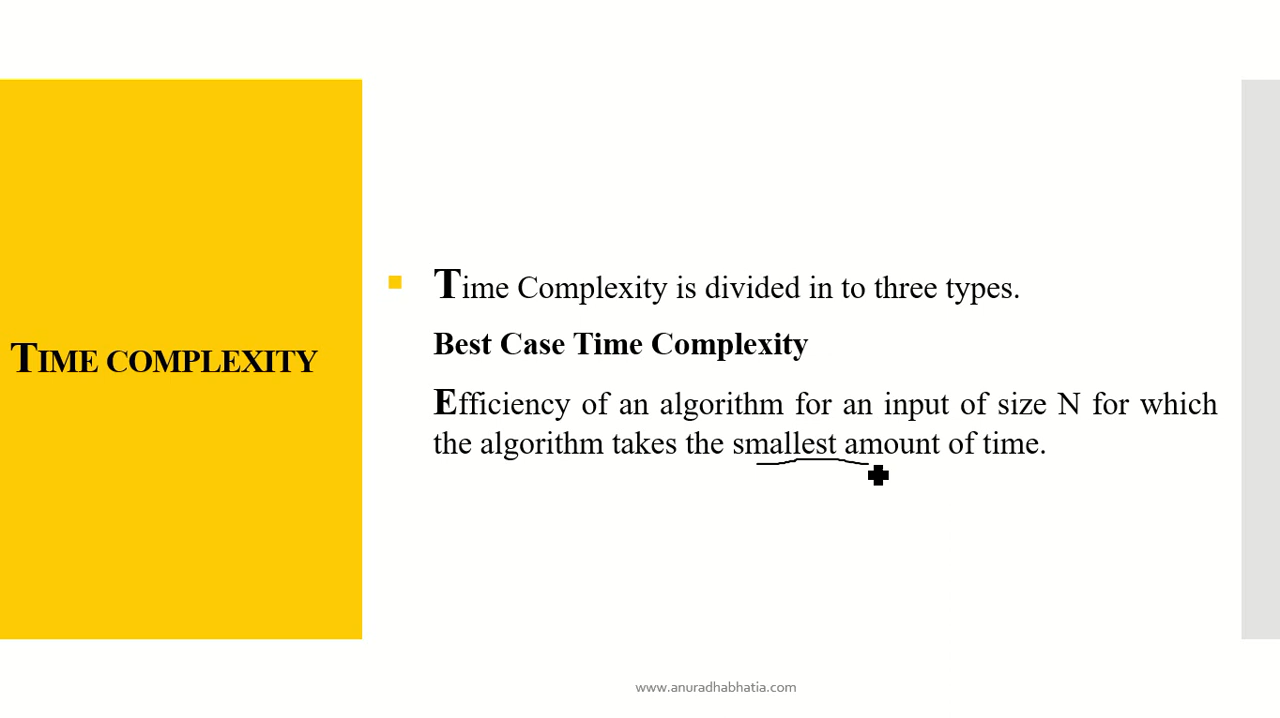 TIME COMPLEXITY
Time Complexity is divided in to three types.
Best Case Time Complexity
Efficiency of an algorithm for an input of size N for which
the algorithm takes the smallest amount of time.
www.anuradhabhatia.com